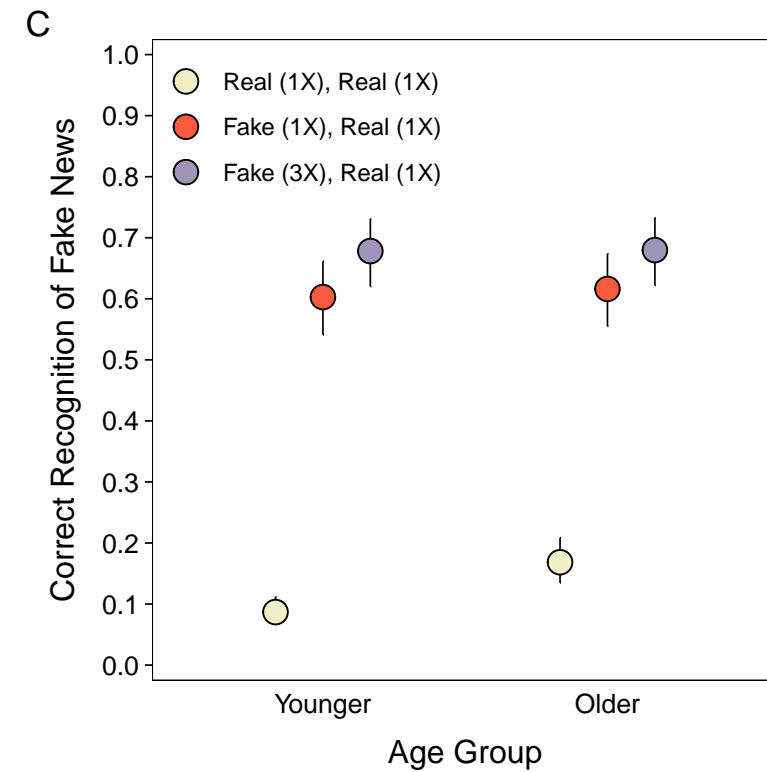 C
Correct Recognition of Fake News
1.0
0.9
0.8
0.7
0.6
0.5
0.4
0.3
0.2
0.1
0.0
Real (1X), Real (1X)
Fake (1X), Real (1X)
Fake (3X), Real (1X)
Younger
Older
Age Group